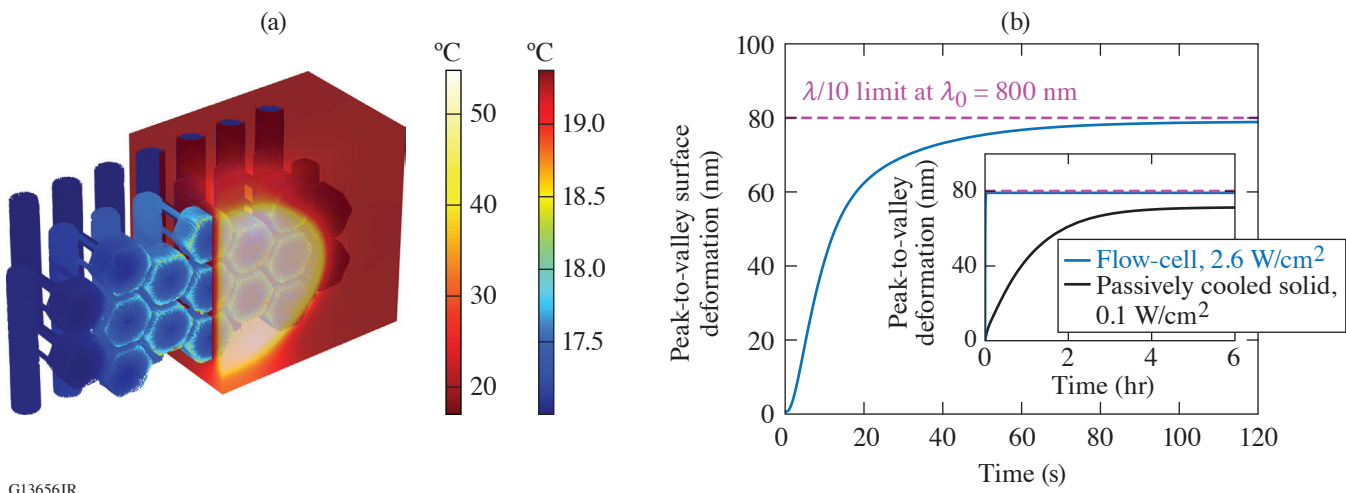 (a)
°C
°C
50
40
30
20
19.0
18.5
18.0
17.5
G13656JR
(b)
Peak-to-valley surface
deformation (nm)
100
80
60
40
20
0
λ/10 limit at λ0 = 800 nm
Peak-to-valley
deformation (nm)
80
40
0
0 2 4 6
Time (hr)
Flow-cell, 2.6 W/cm2
Passively cooled solid,
0.1 W/cm2
0 20 40 60 80 100 120
Time (s)